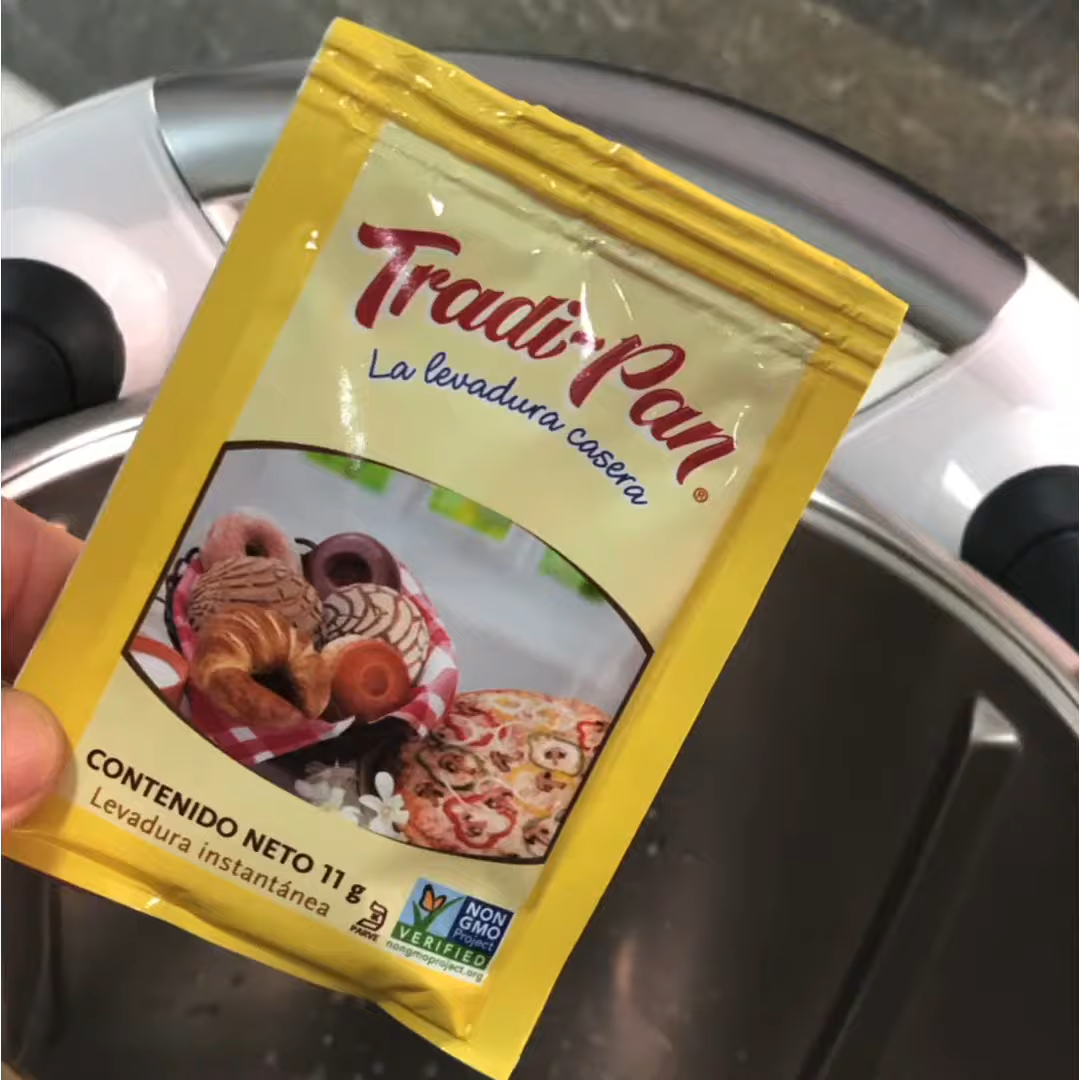 Tradi-Pan®
La levadura casera
CONTENIDO NETO 11 g
Levadura instantánea
K
PARVE
NON
GMO
Project
VERIFIED
nongmoproject.org